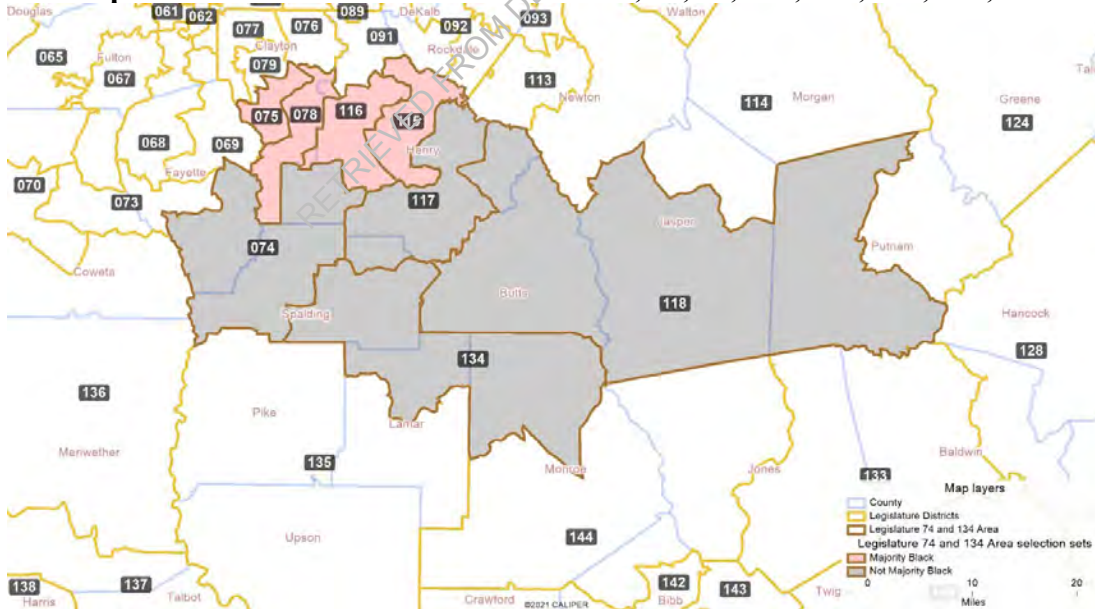 Douglas
061
062
077
076
089
DeKalb
092
093
Walton
091
Clayton
Rockdale
065
Fulton
067
079
113
Newton
114
Morgan
Greene
124
075
078
116
115
Henry
068
069
Fayette
070
073
117
RETRIEVED FROM D
074
Jasper
Putnam
Coweta
Butts
118
Spalding
Hancock
128
134
136
Pike
Lamar
Meriwether
135
Monroe
Jones
133
Baldwin
Upson
144
138
137
Harris
Talbot
Crawford
142
Bibb
143
Twig
©2021 CALIPER
Map layers
County
Legislature Districts
Legislature 74 and 134 Area
Legislature 74 and 134 Area selection sets
Majority Black
Not Majority Black
0
10
20
Miles